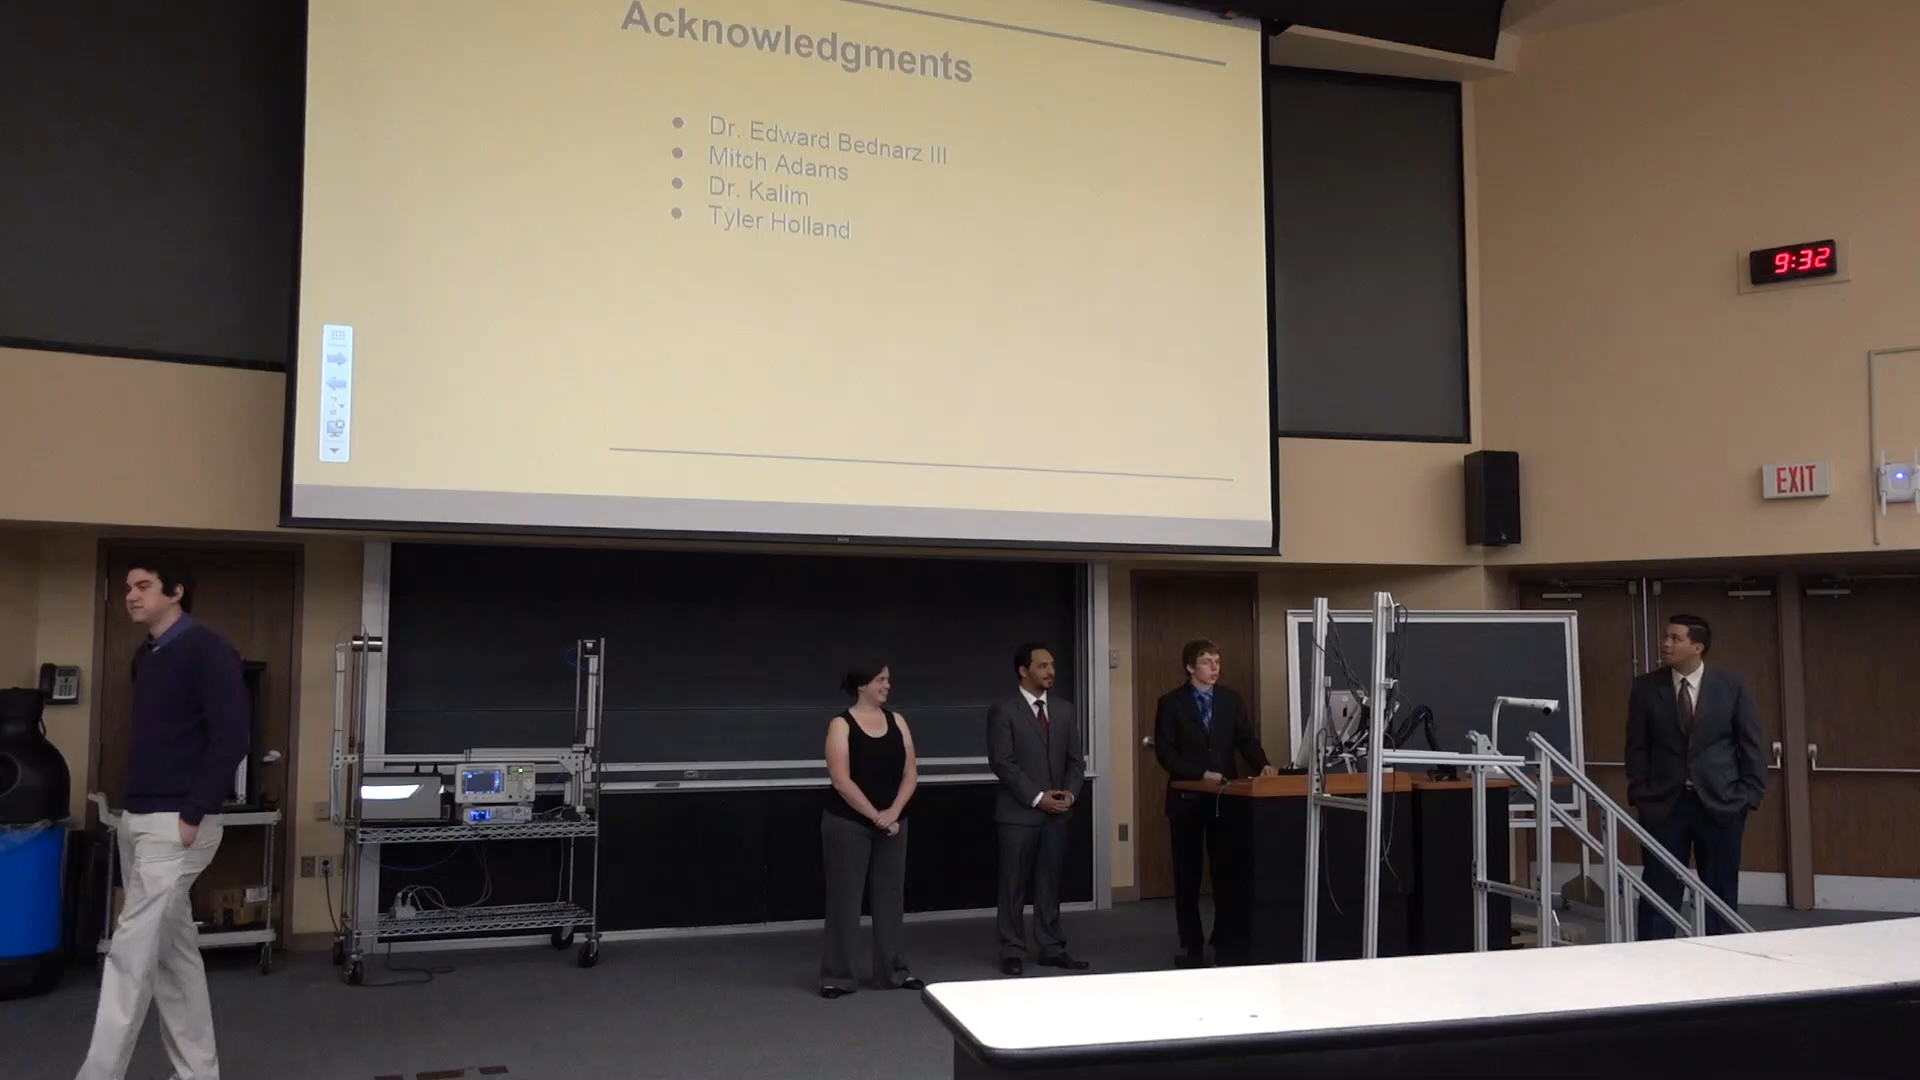 Acknowledgments
• Dr. Edward Bednarz III
• Mitch Adams
• Dr. Kalim
• Tyler Holland
9:32
EXIT